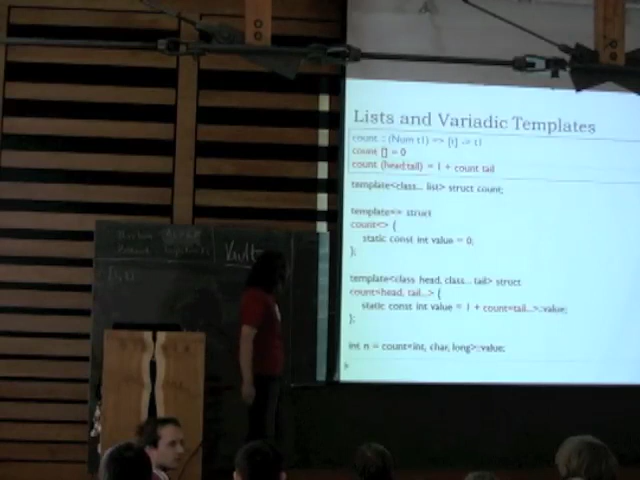 Lists and Variadic Templates
count : (Num t1) => [t] -> t1
count [] = 0
count (head:tail) = 1 + count tail
template<class... list> struct count;
template<> struct
count<> {
static const int value = 0;
};
template<class head, class... tail> struct
count<head, tail...> {
static const int value = 1 + count<tail...>::value;
};
int n = count<int, char, long>::value;